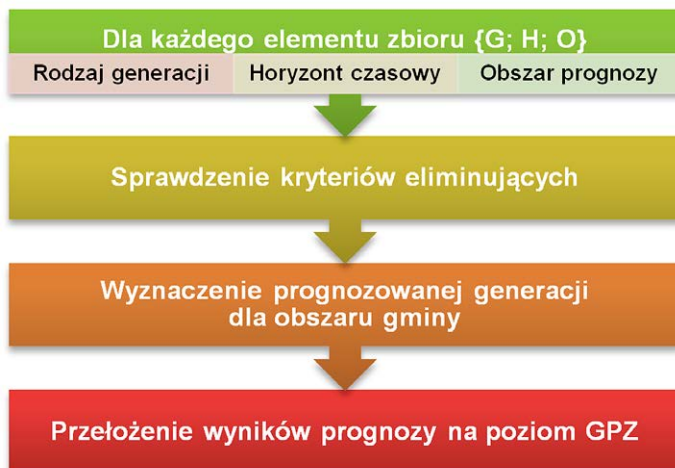 Dla każdego elementu zbioru {G; H; O}
Rodzaj generacji Horyzont czasowy Obszar prognozy
Sprawdzenie kryteriów eliminujących
Wyznaczenie prognozowanej generacji
dla obszaru gminy
Przełożenie wyników prognozy na poziom GPZ